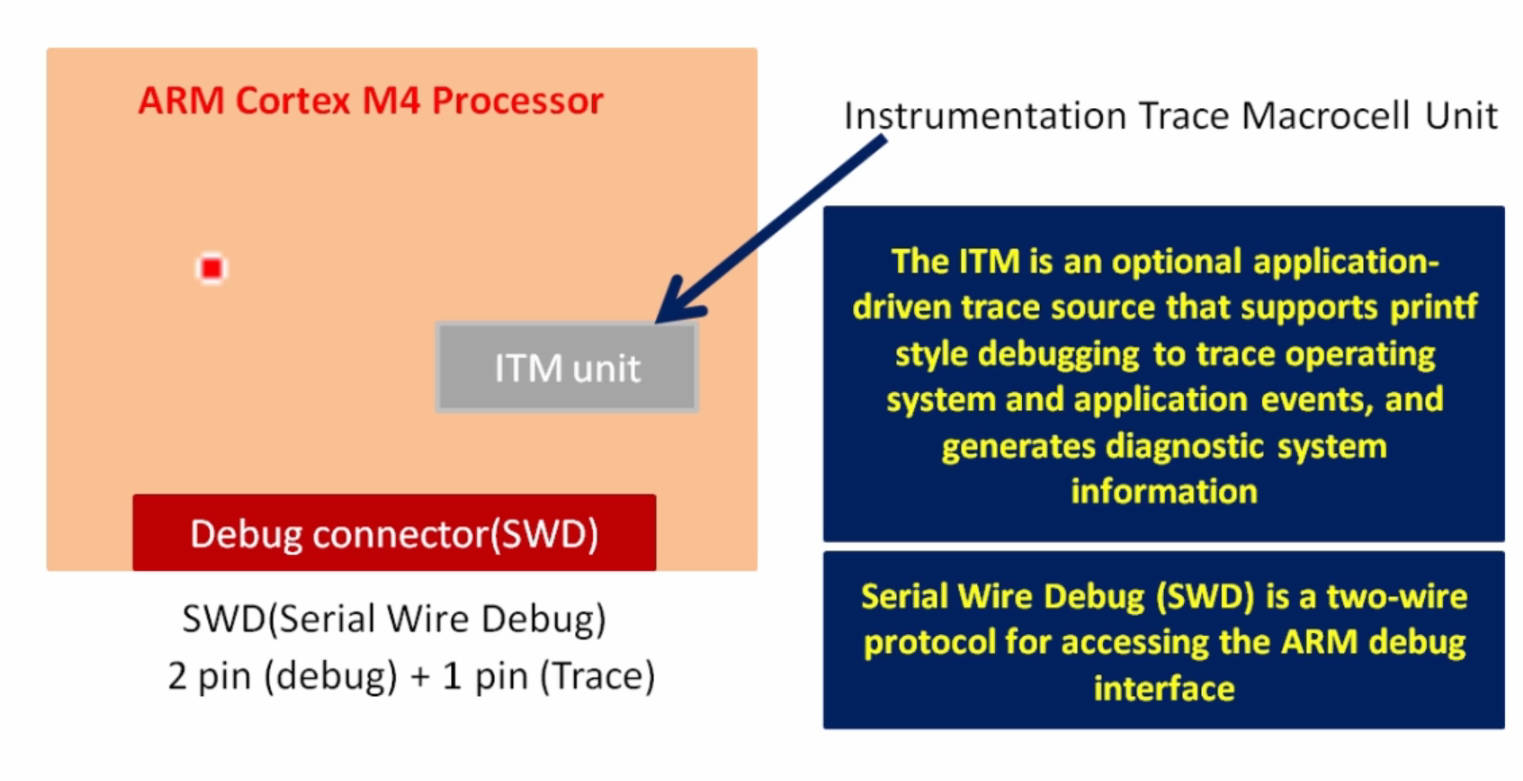 ARM Cortex M4 Processor
Instrumentation Trace Macrocell Unit
ITM unit
Debug connector(SWD)
SWD(Serial Wire Debug)
2 pin (debug) + 1 pin (Trace)
The ITM is an optional application-
driven trace source that supports printf
style debugging to trace operating
system and application events, and
generates diagnostic system
information
Serial Wire Debug (SWD) is a two-wire
protocol for accessing the ARM debug
interface